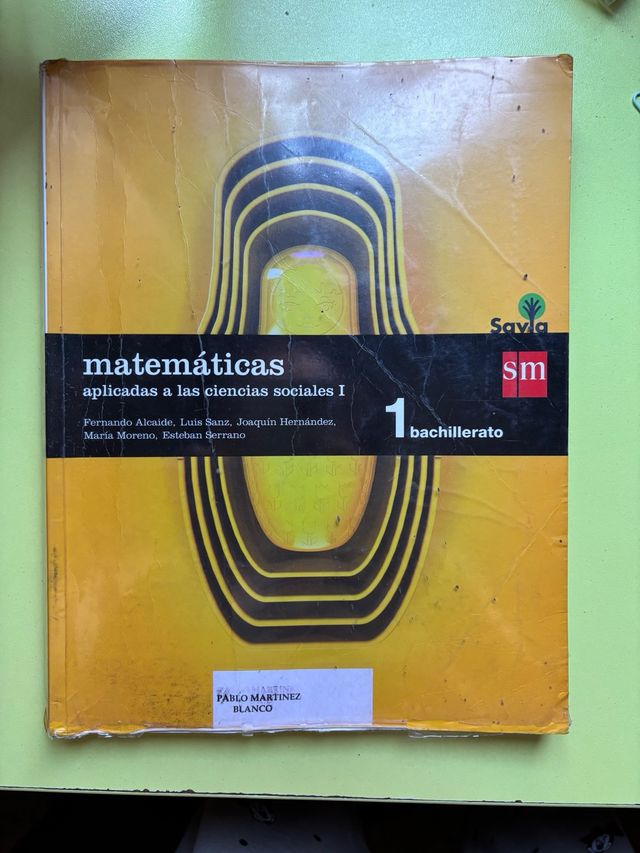 Savia
matemáticas
aplicadas a las ciencias sociales I
sm
Fernando Alcaide, Luis Sanz, Joaquín Hernández,
María Moreno, Esteban Serrano
1 bachillerato
PABLO MARTINEZ
BLANCO